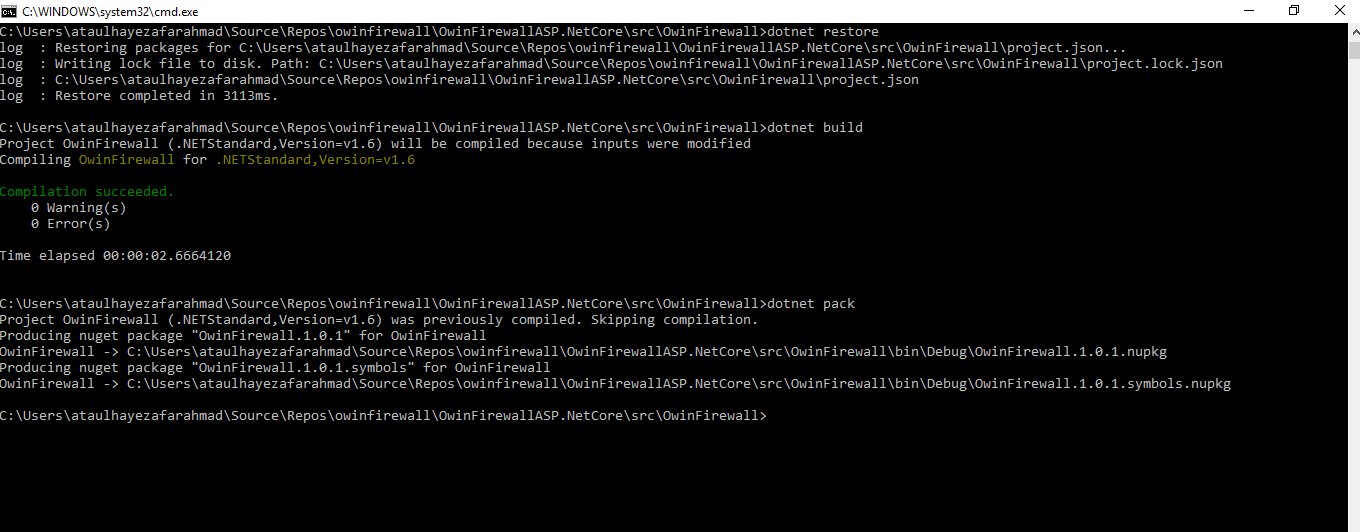 C:\WINDOWS\system32\cmd.exe
C:\Users\ataulhayezafarahmad\Source\Repos\owinfirewall\OwinFirewallASP.NetCore\src\OwinFirewall>dotnet restore
log  : Restoring packages for C:\Users\ataulhayezafarahmad\Source\Repos\owinfirewall\OwinFirewallASP.NetCore\src\OwinFirewall\project.json...
log  : Writing lock file to disk. Path: C:\Users\ataulhayezafarahmad\Source\Repos\owinfirewall\OwinFirewallASP.NetCore\src\OwinFirewall\project.lock.json
log  : C:\Users\ataulhayezafarahmad\Source\Repos\owinfirewall\OwinFirewallASP.NetCore\src\OwinFirewall\project.json
log  : Restore completed in 3113ms.
C:\Users\ataulhayezafarahmad\Source\Repos\owinfirewall\OwinFirewallASP.NetCore\src\OwinFirewall>dotnet build
Project OwinFirewall (.NETStandard,Version=v1.6) will be compiled because inputs were modified
Compiling OwinFirewall for .NETStandard,Version=v1.6
Compilation succeeded.
    0 Warning(s)
    0 Error(s)
Time elapsed 00:00:02.6664120
C:\Users\ataulhayezafarahmad\Source\Repos\owinfirewall\OwinFirewallASP.NetCore\src\OwinFirewall>dotnet pack
Project OwinFirewall (.NETStandard,Version=v1.6) was previously compiled. Skipping compilation.
Producing nuget package "OwinFirewall.1.0.1" for OwinFirewall
OwinFirewall -> C:\Users\ataulhayezafarahmad\Source\Repos\owinfirewall\OwinFirewallASP.NetCore\src\OwinFirewall\bin\Debug\OwinFirewall.1.0.1.nupkg
Producing nuget package "OwinFirewall.1.0.1.symbols" for OwinFirewall
OwinFirewall -> C:\Users\ataulhayezafarahmad\Source\Repos\owinfirewall\OwinFirewallASP.NetCore\src\OwinFirewall\bin\Debug\OwinFirewall.1.0.1.symbols.nupkg
C:\Users\ataulhayezafarahmad\Source\Repos\owinfirewall\OwinFirewallASP.NetCore\src\OwinFirewall>